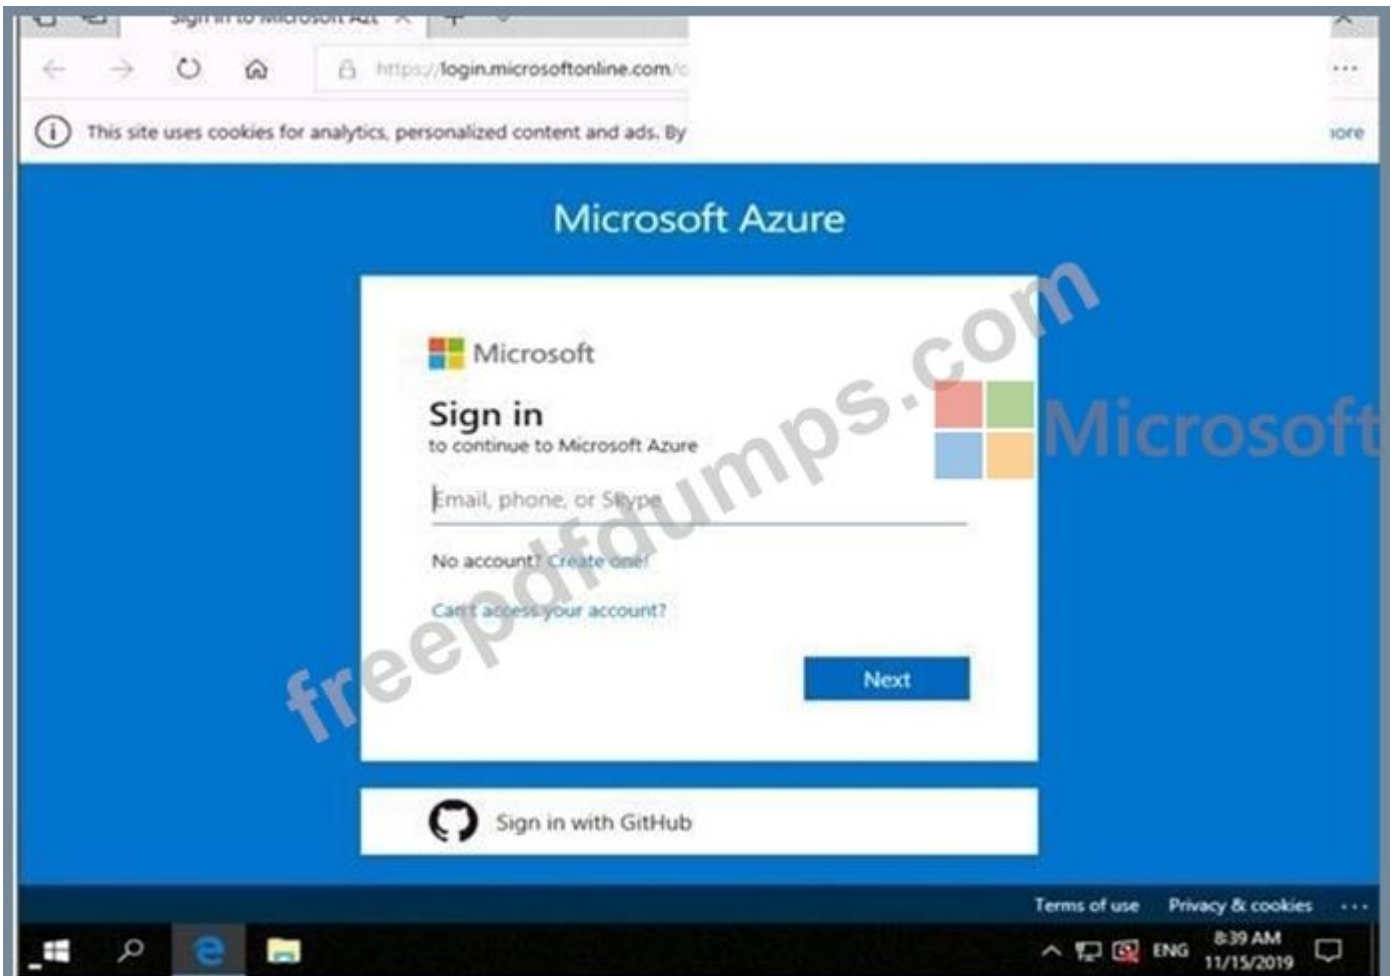 Sign in to Microsoft Azt
https://login.microsoftonline.com/c
This site uses cookies for analytics, personalized content and ads. By
ore
Microsoft Azure
Microsoft
Sign in
to continue to Microsoft Azure
Email, phone, or Skype
No account? Create one!
Can't access your account?
Next
Sign in with GitHub
Microsoft
freepdfdumps.com
Terms of use Privacy & cookies ...
ENG
8:39 AM
11/15/2019